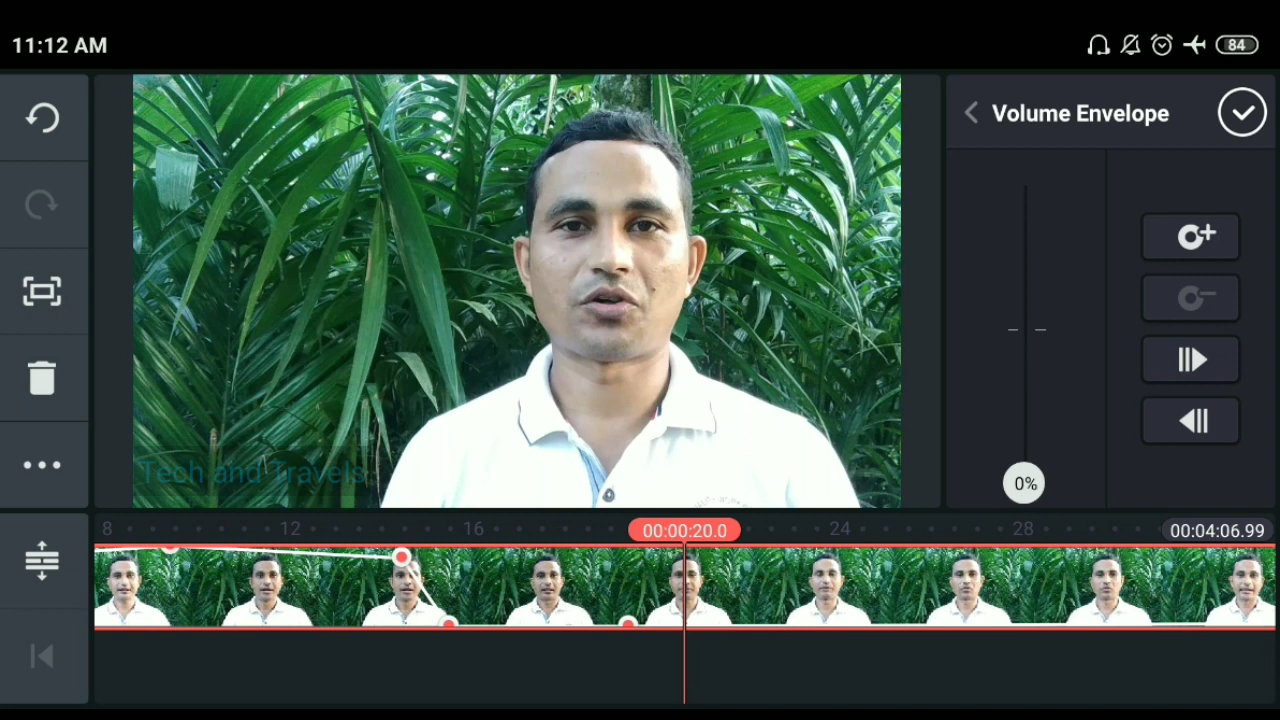 11:12 AM
84
Volume Envelope
0%
Tech and Travels
8 12 16 00:00:20.0 24 28 00:04:06.99